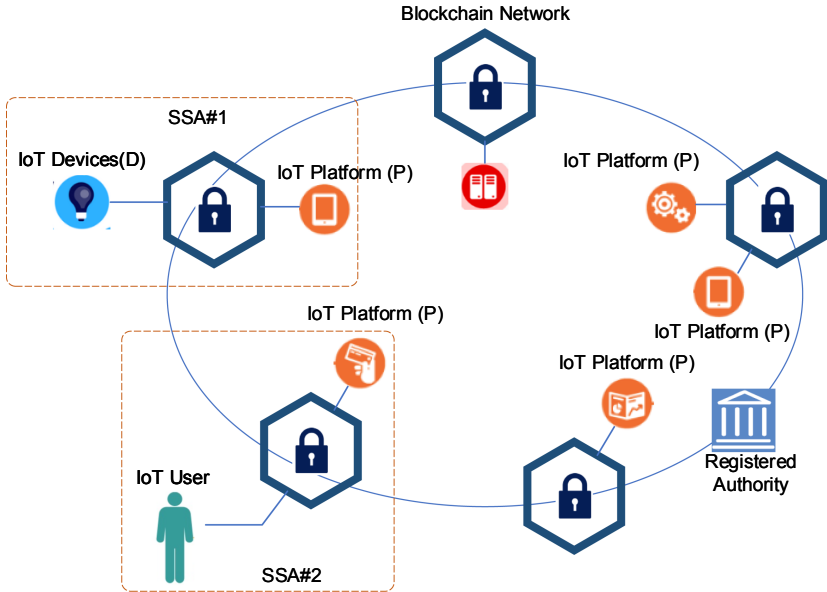 Blockchain Network
SSA#1
IoT Devices(D)
IoT Platform (P)
IoT Platform (P)
IoT Platform (P)
IoT Platform (P)
IoT Platform (P)
Registered
Authority
IoT User
SSA#2